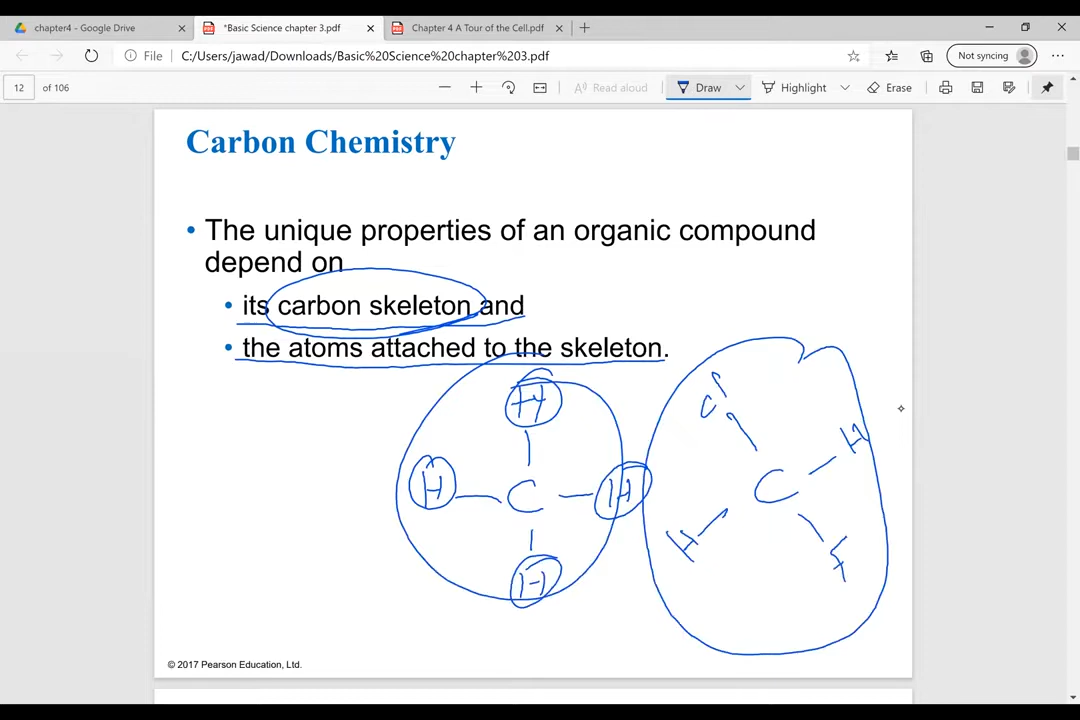 chapter4 - Google Drive
*Basic Science chapter 3.pdf
Chapter 4 A Tour of the Cell.pdf
File
C:/Users/jawad/Downloads/Basic%20Science%20chapter%203.pdf
Not syncing
12 of 106
Read aloud
Draw
Highlight
Erase
Carbon Chemistry
• The unique properties of an organic compound
depend on
• its carbon skeleton and
• the atoms attached to the skeleton.
H
Cl
H
H C H
C
H
F
H
© 2017 Pearson Education, Ltd.